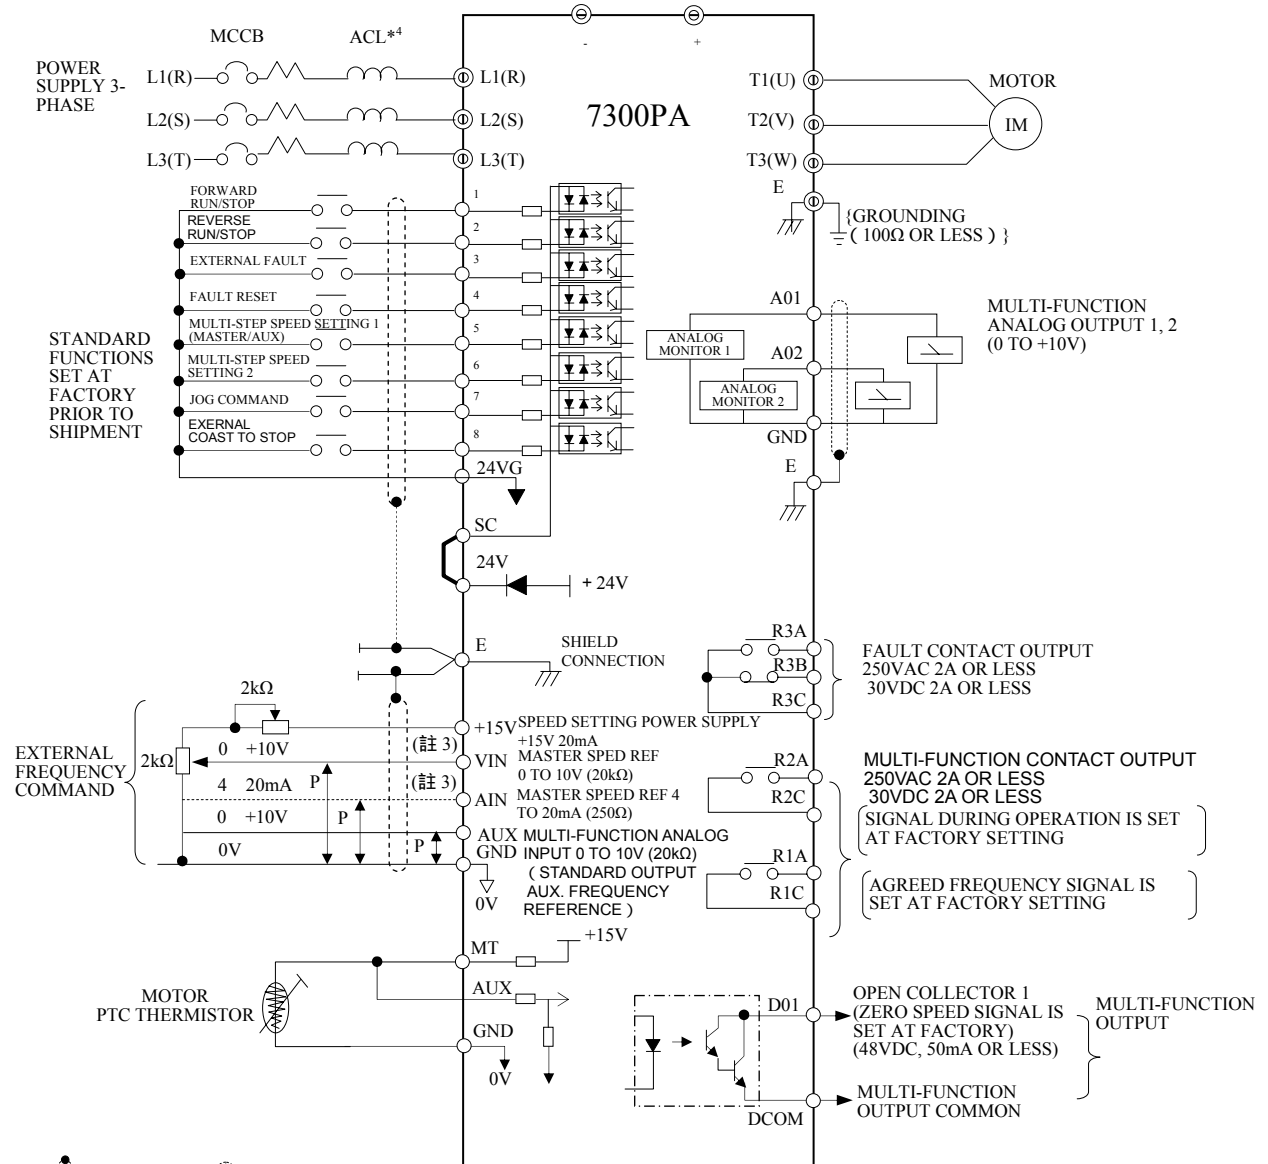 MCCB
ACL*4
-
+
POWER
SUPPLY 3-
PHASE
L1(R)
L2(S)
L3(T)
L1(R)
L2(S)
L3(T)
7300PA
T1(U)
T2(V)
T3(W)
MOTOR
IM
E
{GROUNDING
( 100Ω OR LESS ) }
STANDARD
FUNCTIONS
SET AT
FACTORY
PRIOR TO
SHIPMENT
FORWARD
RUN/STOP
1
REVERSE
RUN/STOP
2
EXTERNAL FAULT
3
FAULT RESET
4
MULTI-STEP SPEED SETTING 1
(MASTER/AUX)
5
MULTI-STEP SPEED
SETTING 2
6
JOG COMMAND
7
EXERNAL
COAST TO STOP
8
24VG
SC
24V
+ 24V
E
SHIELD
CONNECTION
A01
ANALOG
MONITOR 1
A02
ANALOG
MONITOR 2
GND
E
MULTI-FUNCTION
ANALOG OUTPUT 1, 2
(0 TO +10V)
R3A
R3B
R3C
FAULT CONTACT OUTPUT
250VAC 2A OR LESS
30VDC 2A OR LESS
EXTERNAL
FREQUENCY
COMMAND
2kΩ
2kΩ
0 +10V
(註 3)
4 20mA
(註 3)
0 +10V
0V
P
P
P
+15V
SPEED SETTING POWER SUPPLY
+15V 20mA
VIN
MASTER SPED REF
0 TO 10V (20kΩ)
AIN
MASTER SPEED REF 4
TO 20mA (250Ω)
AUX
GND
MULTI-FUNCTION ANALOG
INPUT 0 TO 10V (20kΩ)
( STANDARD OUTPUT
AUX. FREQUENCY
REFERENCE )
0V
R2A
R2C
R1A
R1C
MULTI-FUNCTION CONTACT OUTPUT
250VAC 2A OR LESS
30VDC 2A OR LESS
SIGNAL DURING OPERATION IS SET
AT FACTORY SETTING
AGREED FREQUENCY SIGNAL IS
SET AT FACTORY SETTING
MOTOR
PTC THERMISTOR
MT
+15V
AUX
GND
0V
D01
DCOM
OPEN COLLECTOR 1
(ZERO SPEED SIGNAL IS
SET AT FACTORY)
(48VDC, 50mA OR LESS)
MULTI-FUNCTION
OUTPUT COMMON
MULTI-FUNCTION
OUTPUT